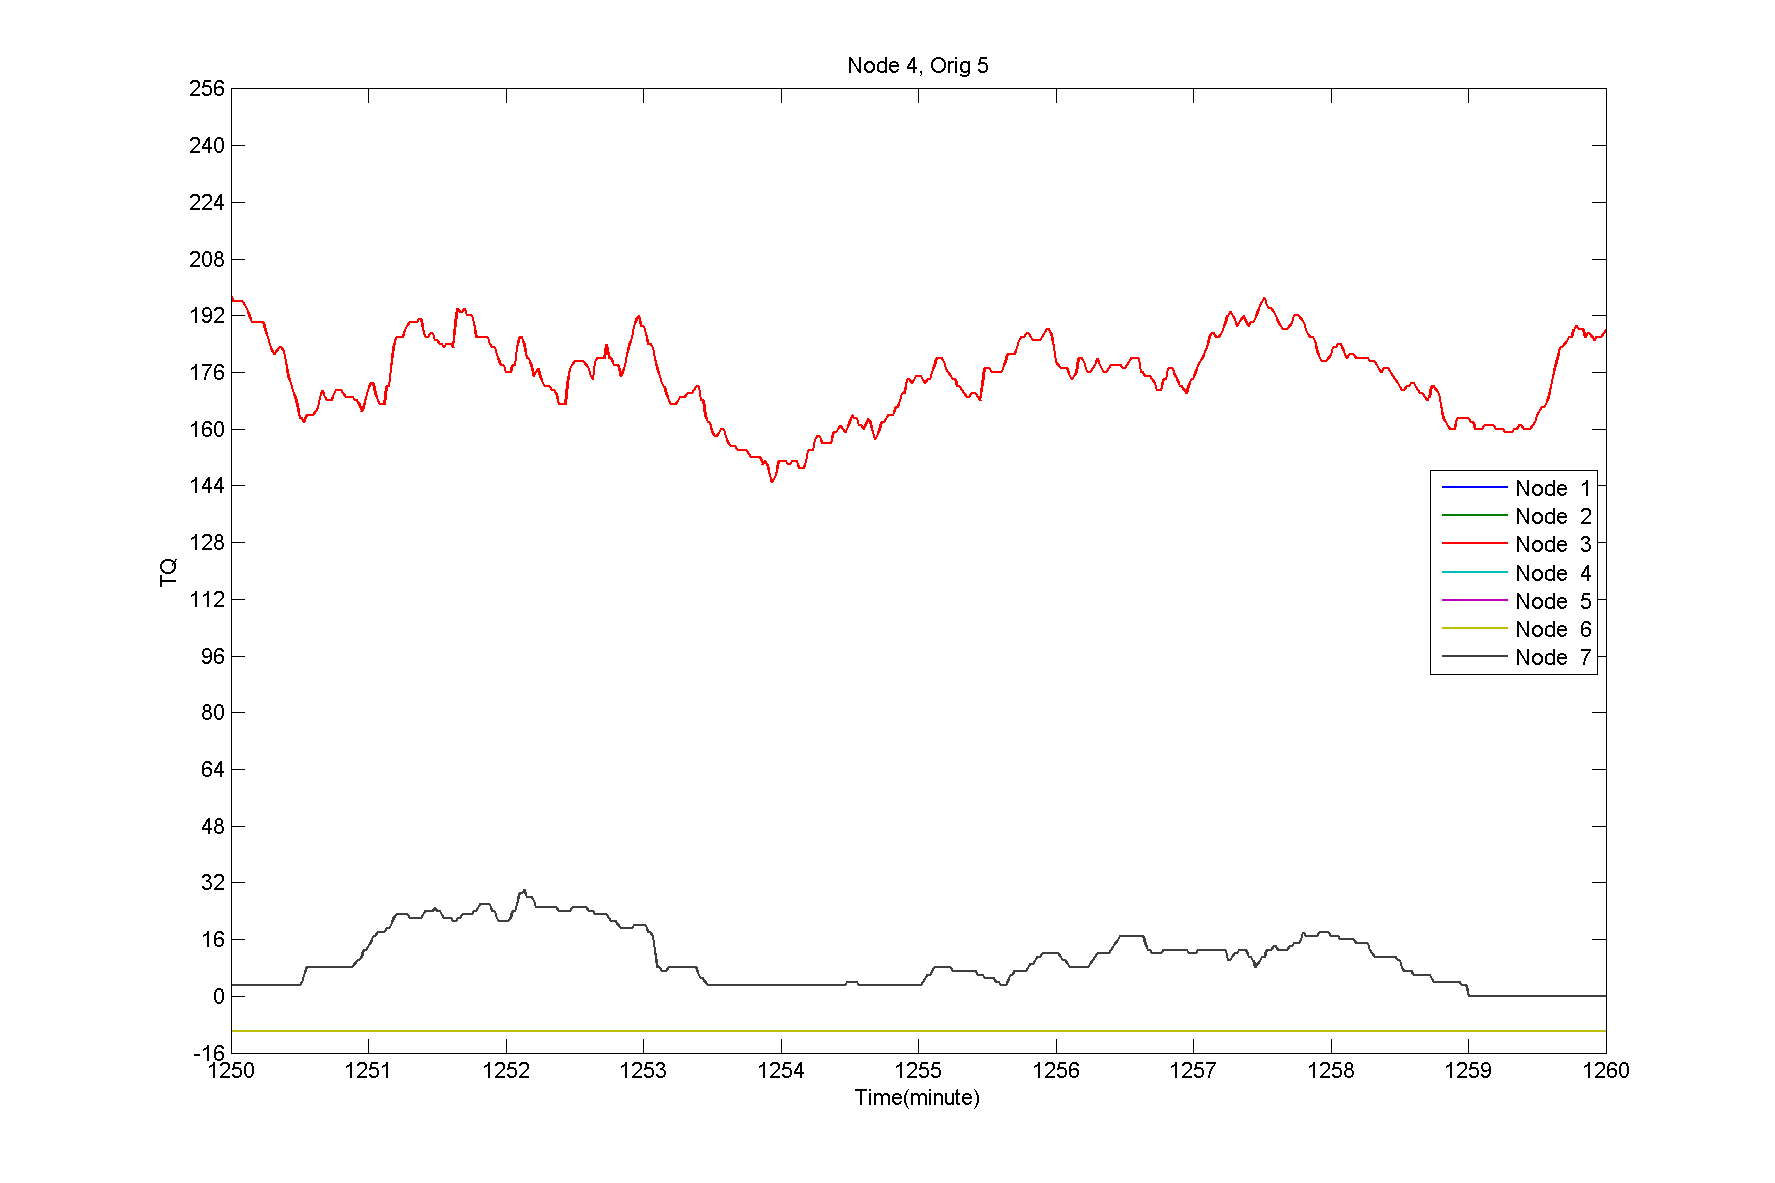 Node 4, Orig 5
256
240
224
208
192
176
160
144
128
112
96
80
64
48
32
16
0
-16
TQ
Node 1
Node 2
Node 3
Node 4
Node 5
Node 6
Node 7
1250 1251 1252 1253 1254 1255 1256 1257 1258 1259 1260
Time(minute)